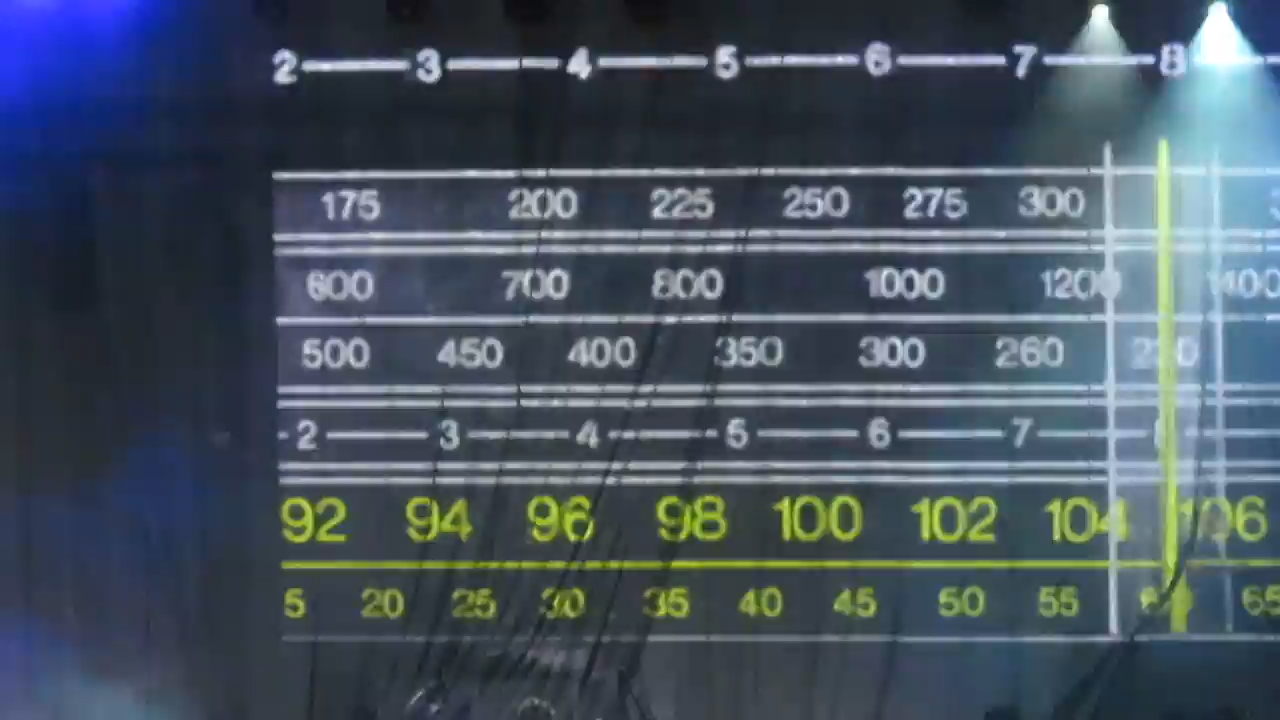 2 3 4 5 6 7 8
175 200 225 250 275 300
600 700 800 1000 1200 1400
500 450 400 350 300 260 230
2 3 4 5 6 7
92 94 96 98 100 102 104 106
5 20 25 30 35 40 45 50 55 60 65